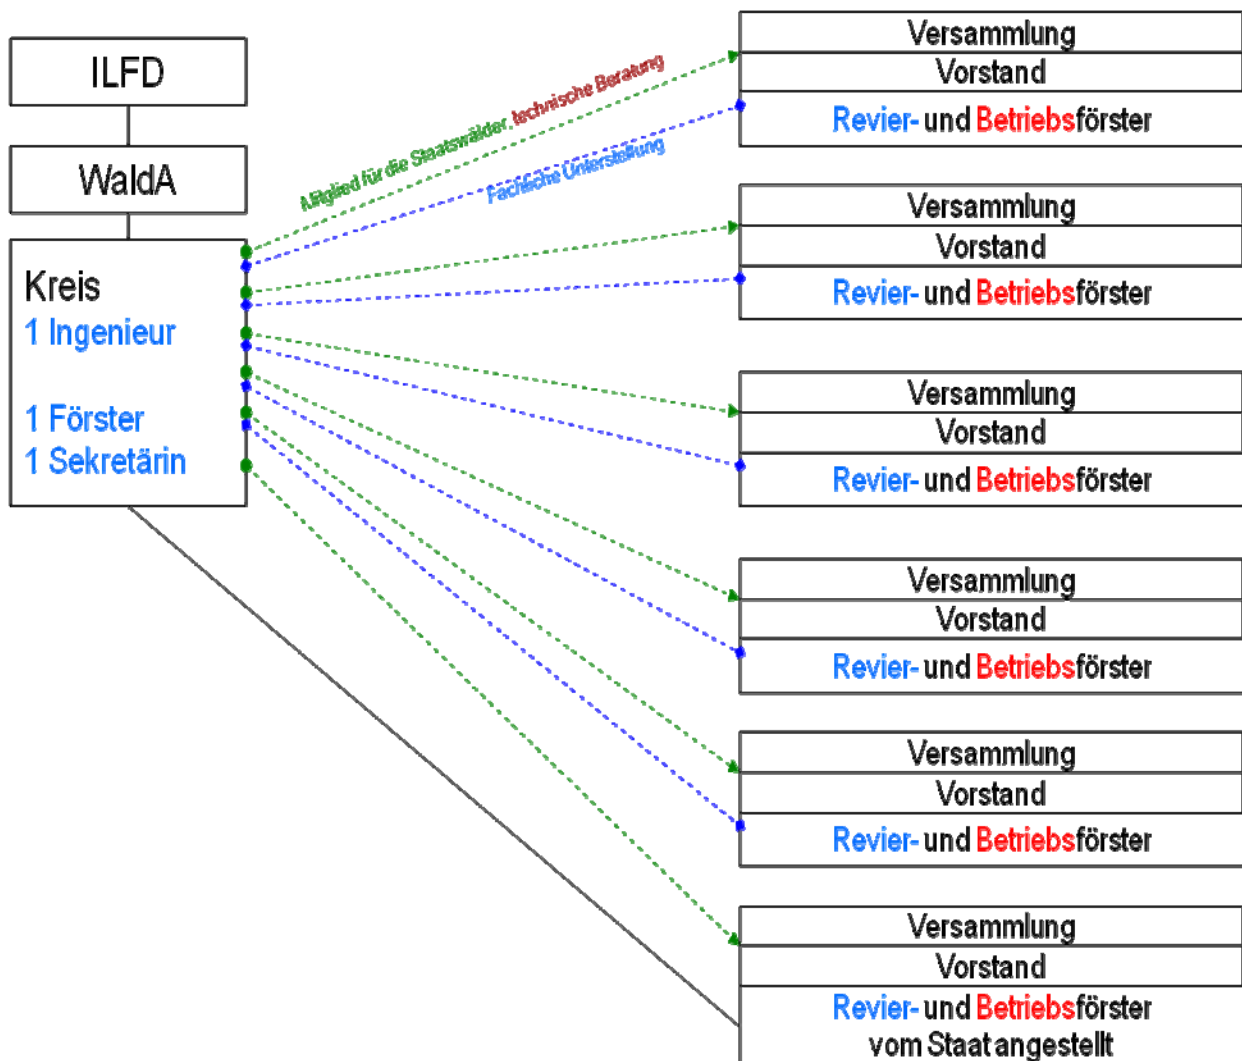 ILFD
WaldA
Kreis
1 Ingenieur
1 Förster
1 Sekretärin
Mitglied für die Staatswälder, technische Beratung
Fachliche Unterstellung
Versammlung
Vorstand
Revier- und Betriebsförster
Versammlung
Vorstand
Revier- und Betriebsförster
Versammlung
Vorstand
Revier- und Betriebsförster
Versammlung
Vorstand
Revier- und Betriebsförster
Versammlung
Vorstand
Revier- und Betriebsförster
Versammlung
Vorstand
Revier- und Betriebsförster
vom Staat angestellt